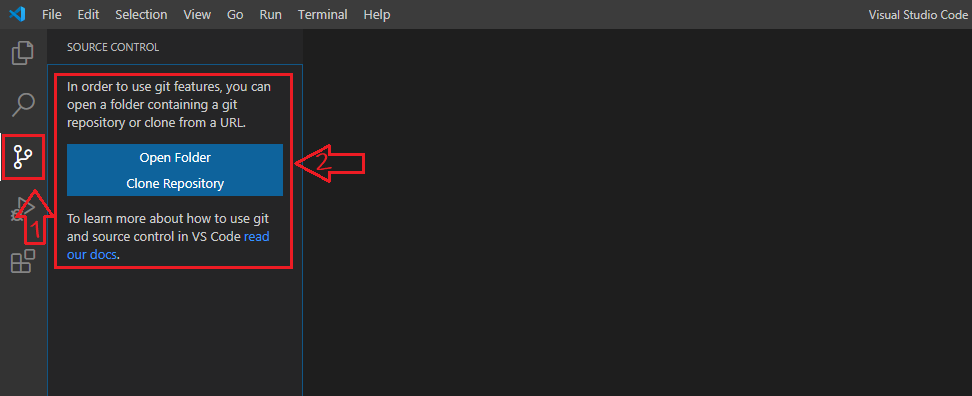 File Edit Selection View Go Run Terminal Help Visual Studio Code
SOURCE CONTROL
In order to use git features, you can
open a folder containing a git
repository or clone from a URL.
Open Folder
2
Clone Repository
1
To learn more about how to use git
and source control in VS Code read
our docs.